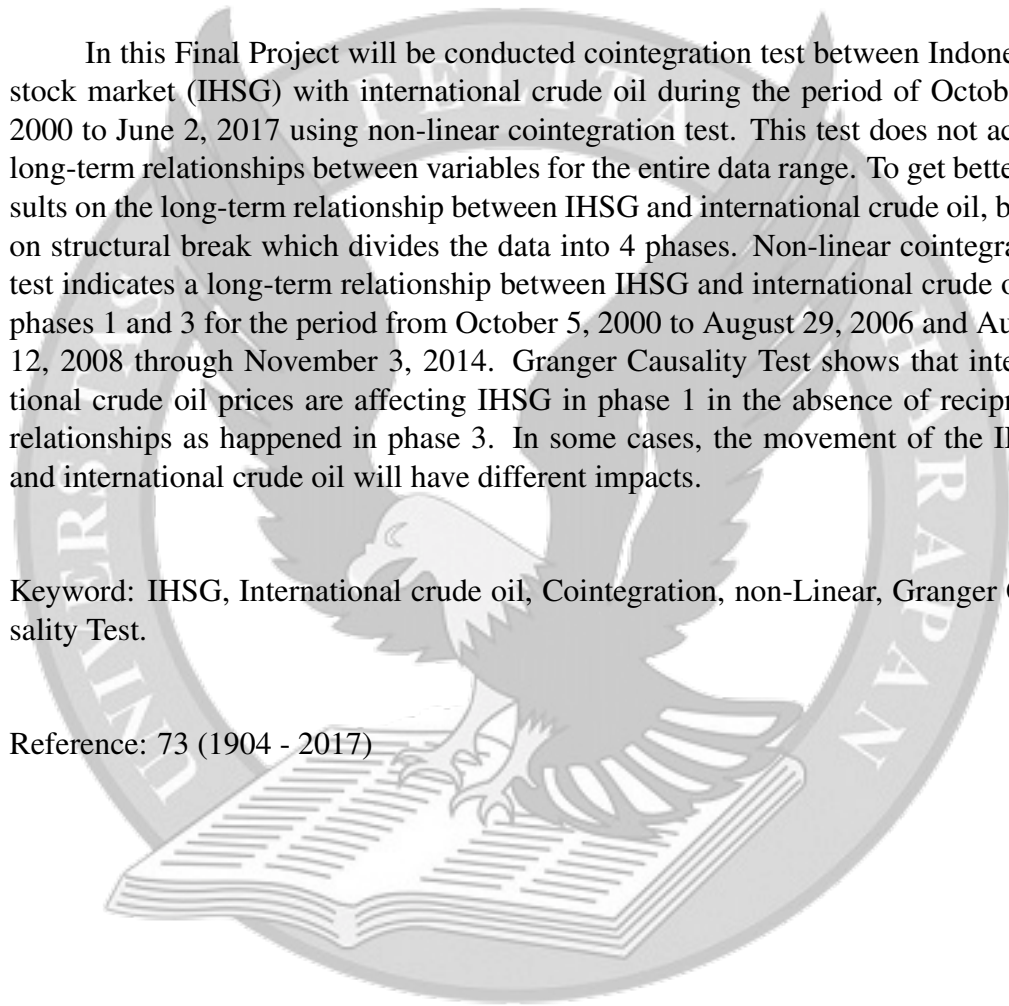 In this Final Project will be conducted cointegration test between Indone
stock market (IHSG) with international crude oil during the period of Octob
2000 to June 2, 2017 using non-linear cointegration test. This test does not ac
long-term relationships between variables for the entire data range. To get bette
sults on the long-term relationship between IHSG and international crude oil, b
on structural break which divides the data into 4 phases. Non-linear cointegra
test indicates a long-term relationship between IHSG and international crude o
phases 1 and 3 for the period from October 5, 2000 to August 29, 2006 and Au
12, 2008 through November 3, 2014. Granger Causality Test shows that inte
tional crude oil prices are affecting IHSG in phase 1 in the absence of recipr
relationships as happened in phase 3. In some cases, the movement of the I
and international crude oil will have different impacts.
Keyword: IHSG, International crude oil, Cointegration, non-Linear, Granger
sality Test.
Reference: 73 (1904 - 2017)
UNIVERSITAS PELITA HARAPAN